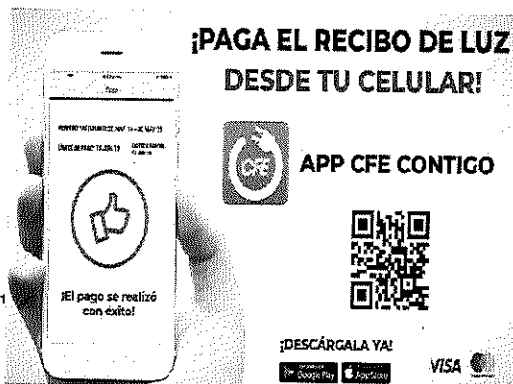 ¡PAGA EL RECIBO DE LUZ
DESDE TU CELULAR!
CFE
APP CFE CONTIGO
¡El pago se realizó
con éxito!
¡DESCÁRGALA YA!
Google Play
App Store
VISA